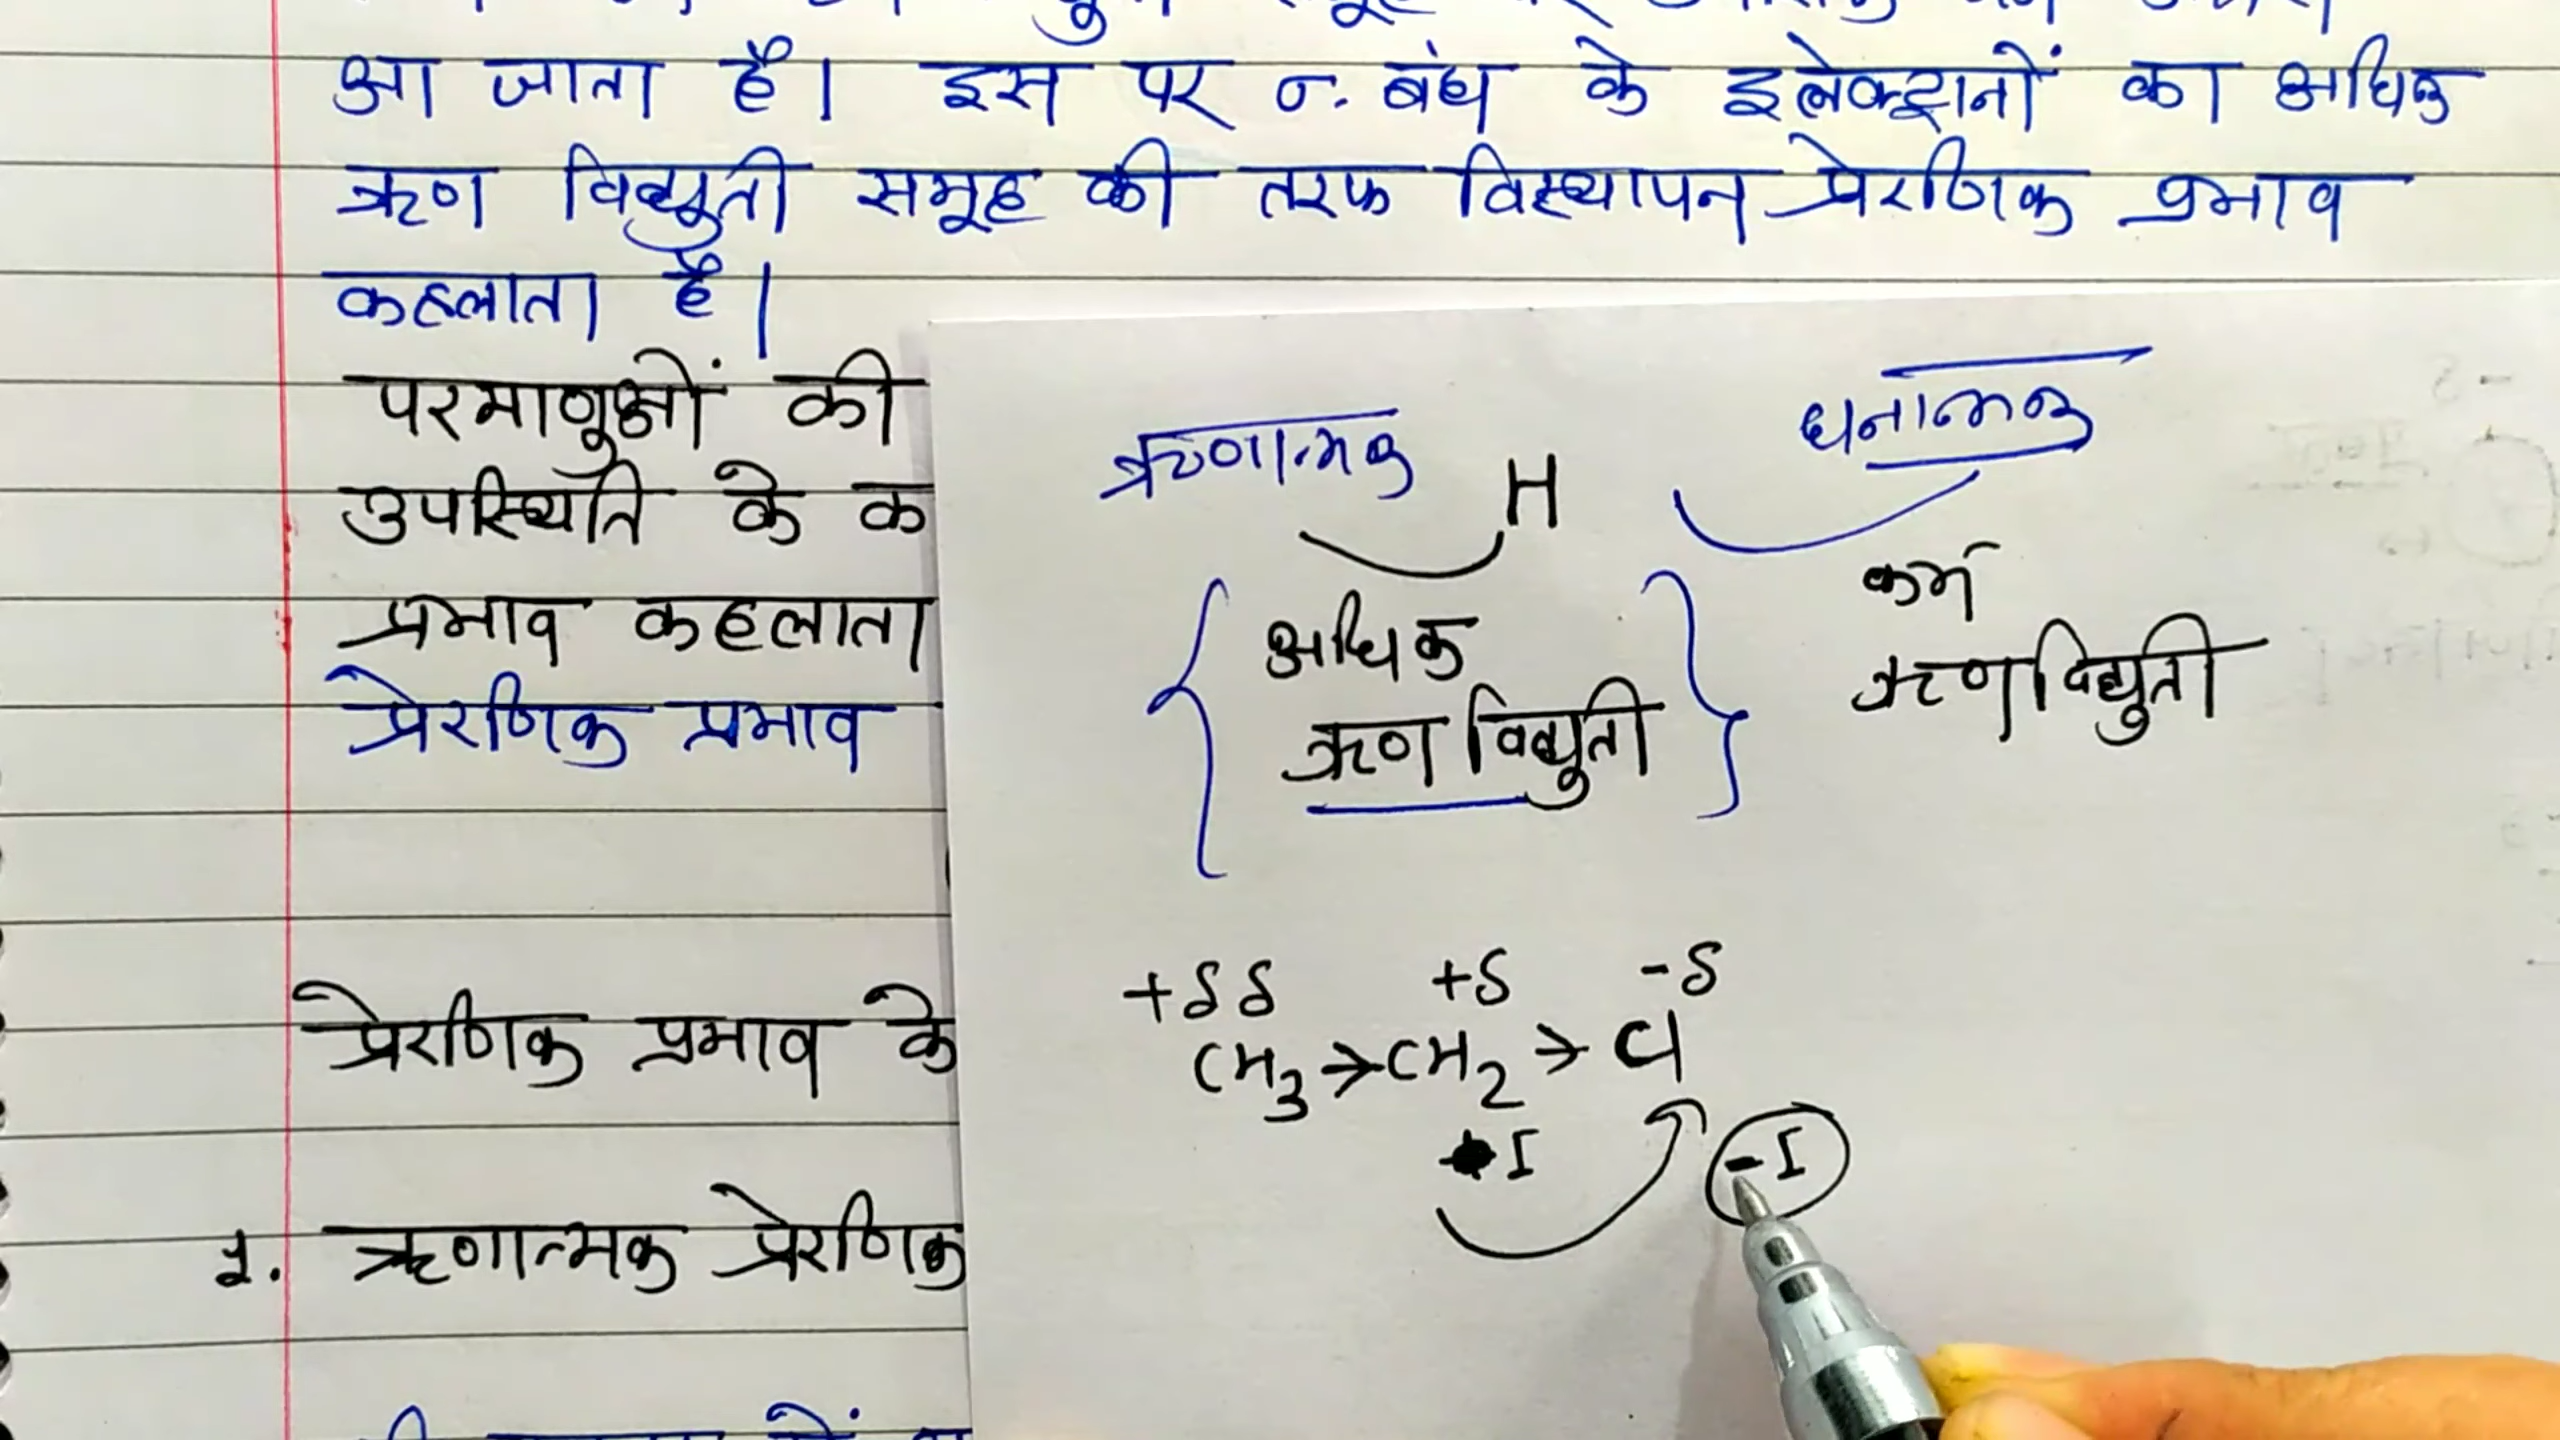 आ जाता है। इस पर σ- बंध के इलेक्ट्रानों का अधिक
ऋण विद्युती समूह की तरफ विस्थापन प्रेरणिक प्रभाव
कहलाता है।
परमाणुओं की
उपस्थिति के क
प्रभाव कहलाता
प्रेरणिक प्रभाव
प्रेरणिक प्रभाव के
1. ऋणात्मक प्रेरणिक
ऋणात्मक H धनात्मक
अधिक
ऋण विद्युती
कम
ऋण विद्युती
+δδ +δ -δ
CH3 → CH2 → Cl
I -I